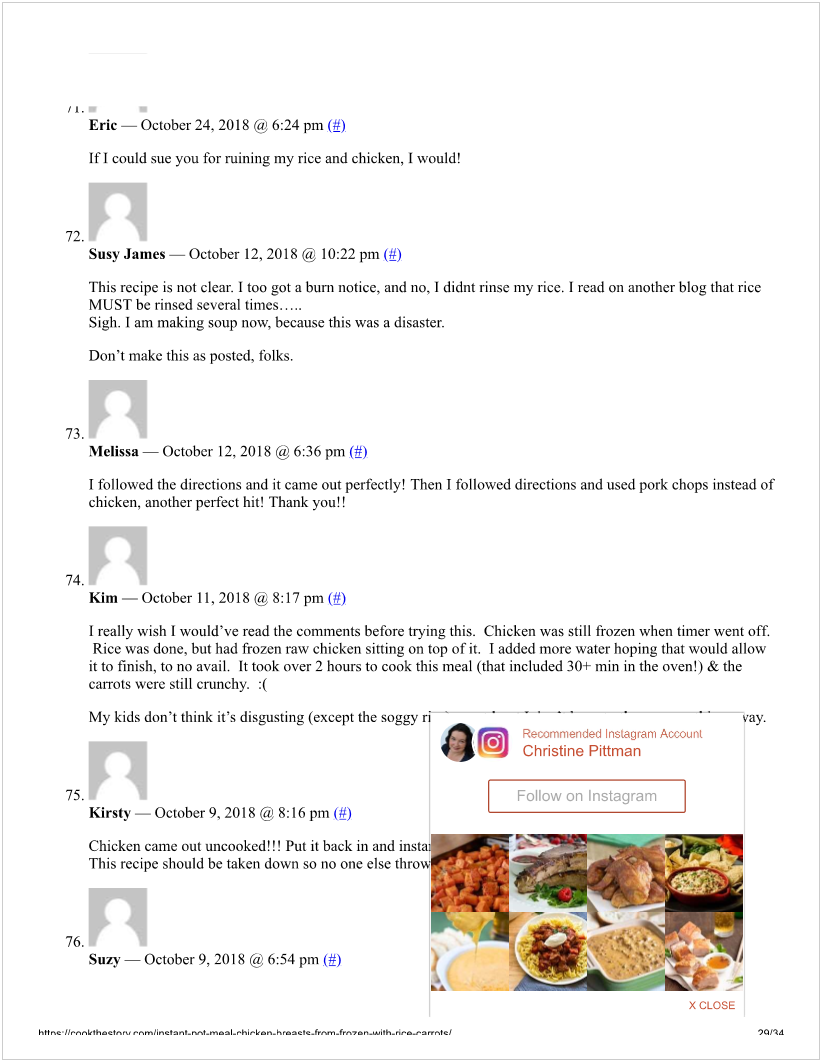 71.
Eric — October 24, 2018 @ 6:24 pm (#)
If I could sue you for ruining my rice and chicken, I would!
72.
Susy James — October 12, 2018 @ 10:22 pm (#)
This recipe is not clear. I too got a burn notice, and no, I didnt rinse my rice. I read on another blog that rice
MUST be rinsed several times…..
Sigh. I am making soup now, because this was a disaster.
Don’t make this as posted, folks.
73.
Melissa — October 12, 2018 @ 6:36 pm (#)
I followed the directions and it came out perfectly! Then I followed directions and used pork chops instead of
chicken, another perfect hit! Thank you!!
74.
Kim — October 11, 2018 @ 8:17 pm (#)
I really wish I would’ve read the comments before trying this.  Chicken was still frozen when timer went off.
Rice was done, but had frozen raw chicken sitting on top of it.  I added more water hoping that would allow
it to finish, to no avail.  It took over 2 hours to cook this meal (that included 30+ min in the oven!) & the
carrots were still crunchy.  :(
My kids don’t think it’s disgusting (except the soggy
Recommended Instagram Account
Christine Pittman
Follow on Instagram
75.
Kirsty — October 9, 2018 @ 8:16 pm (#)
Chicken came out uncooked!!! Put it back in and
This recipe should be taken down so no one else
76.
Suzy — October 9, 2018 @ 6:54 pm (#)
X CLOSE
https://cookthestory.com/instant-pot-meal-chicken-breasts-from-frozen-with-rice-carrots/
29/34